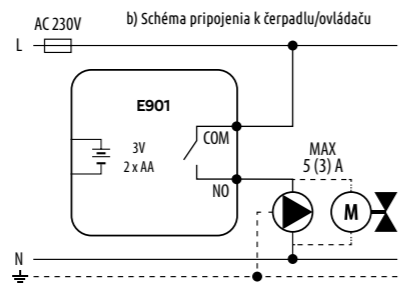 AC 230V
b) Schéma pripojenia k čerpadlu/ovládaču
L
E901
3V
2 x AA
COM
NO
MAX
5 (3) A
M
N